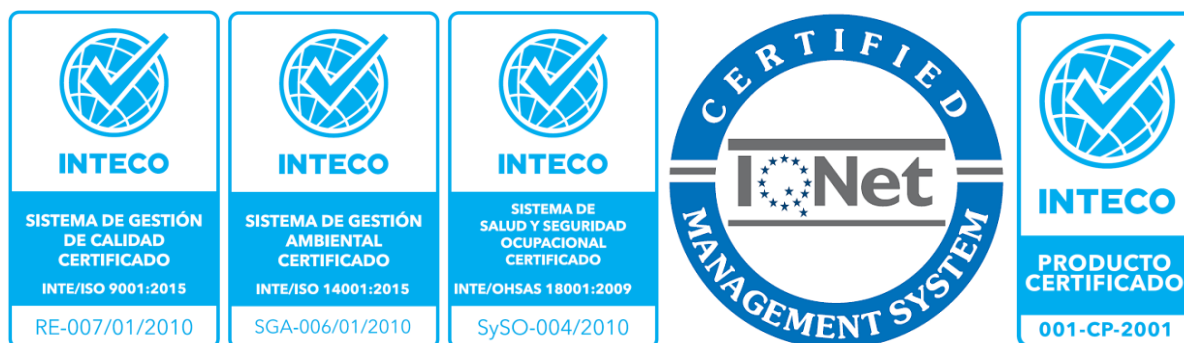 INTECO
SISTEMA DE GESTIÓN
DE CALIDAD
CERTIFICADO
INTE/ISO 9001:2015
RE-007/01/2010
INTECO
SISTEMA DE GESTIÓN
AMBIENTAL
CERTIFICADO
INTE/ISO 14001:2015
SGA-006/01/2010
INTECO
SISTEMA DE
SALUD Y SEGURIDAD
OCUPACIONAL
CERTIFICADO
INTE/OHSAS 18001:2009
SySO-004/2010
CERTIFIED
IQNet
MANAGEMENT SYSTEM
INTECO
PRODUCTO
CERTIFICADO
001-CP-2001